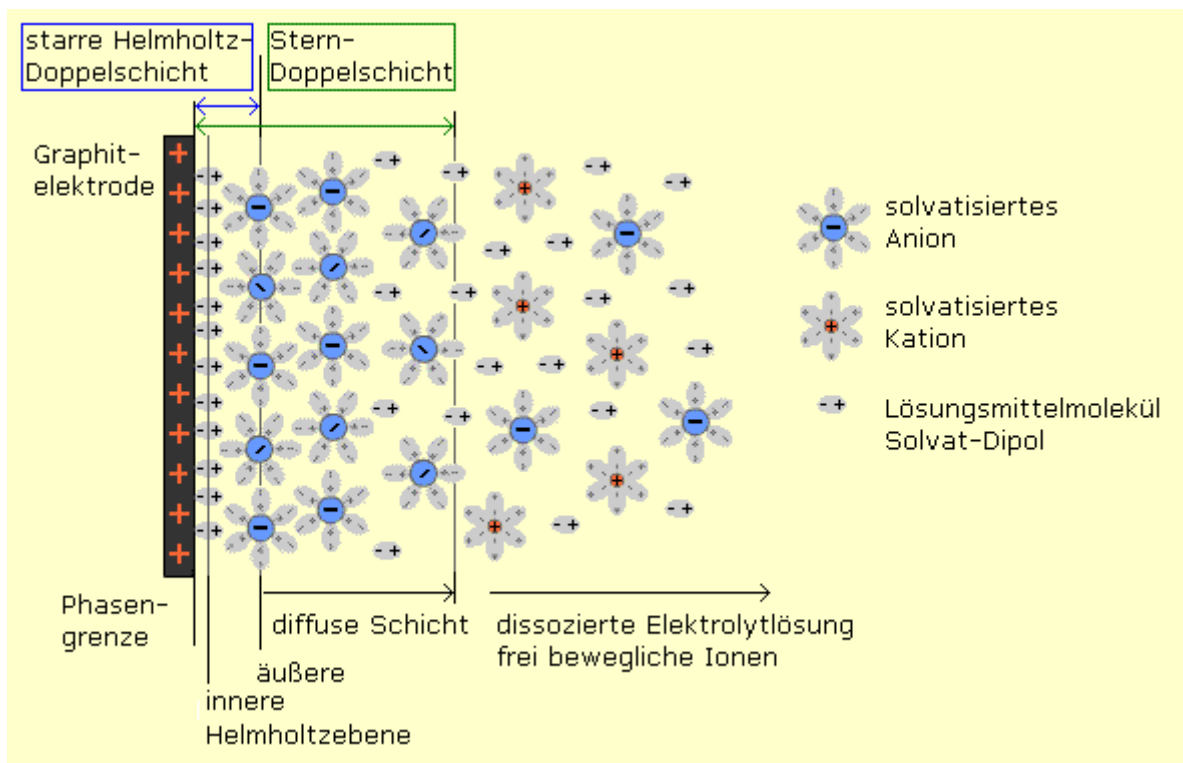 starre Helmholtz-
Doppelschicht
Stern-
Doppelschicht
Graphit-
elektrode
solvatisiertes
Anion
solvatisiertes
Kation
Lösungsmittelmolekül
Solvat-Dipol
Phasen-
grenze
diffuse Schicht
dissozierte Elektrolytlösung
frei bewegliche Ionen
äußere
innere
Helmholtzebene